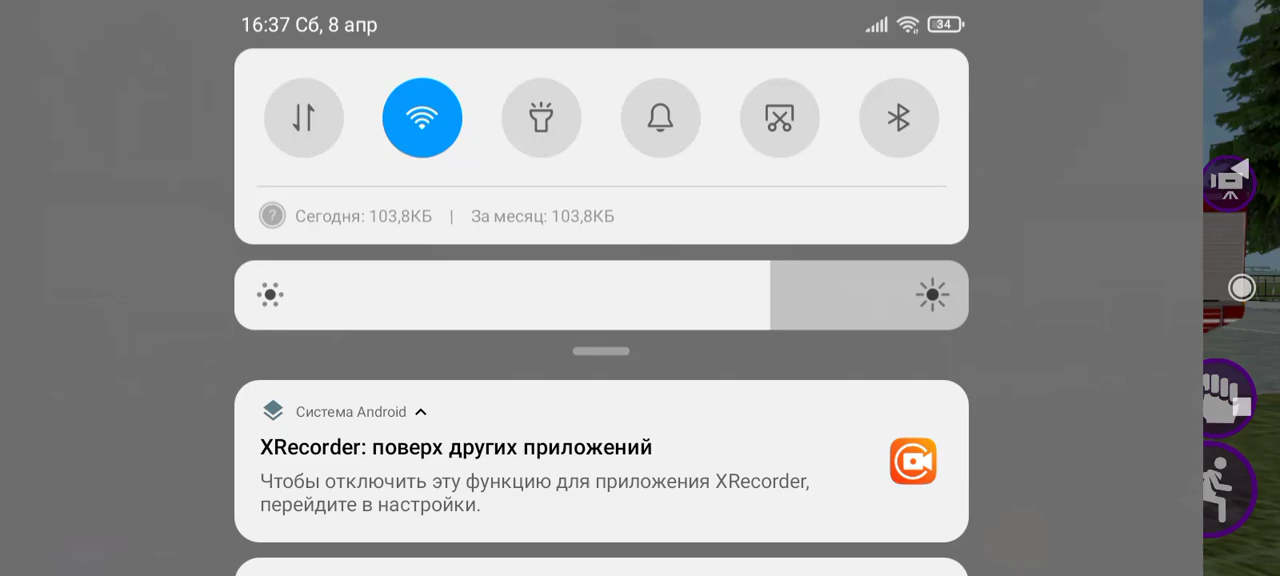 16:37 Сб, 8 апр
34
Сегодня: 103,8КБ | За месяц: 103,8КБ
Система Android
XRecorder: поверх других приложений
Чтобы отключить эту функцию для приложения XRecorder,
перейдите в настройки.